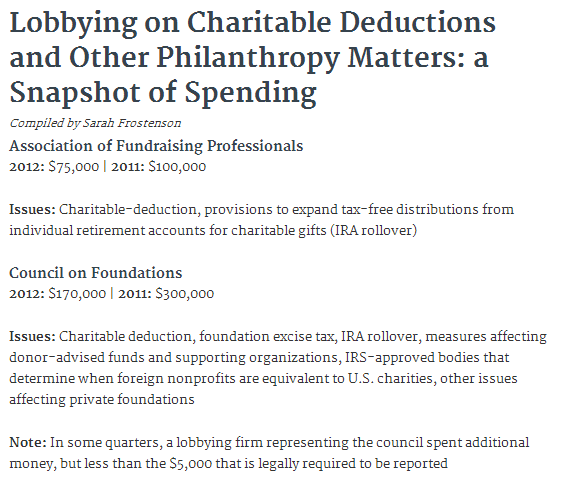 Lobbying on Charitable Deductions
and Other Philanthropy Matters: a
Snapshot of Spending
Compiled by Sarah Frostenson
Association of Fundraising Professionals
2012: $75,000 | 2011: $100,000
Issues: Charitable-deduction, provisions to expand tax-free distributions from
individual retirement accounts for charitable gifts (IRA rollover)
Council on Foundations
2012: $170,000 | 2011: $300,000
Issues: Charitable deduction, foundation excise tax, IRA rollover, measures affecting
donor-advised funds and supporting organizations, IRS-approved bodies that
determine when foreign nonprofits are equivalent to U.S. charities, other issues
affecting private foundations
Note: In some quarters, a lobbying firm representing the council spent additional
money, but less than the $5,000 that is legally required to be reported